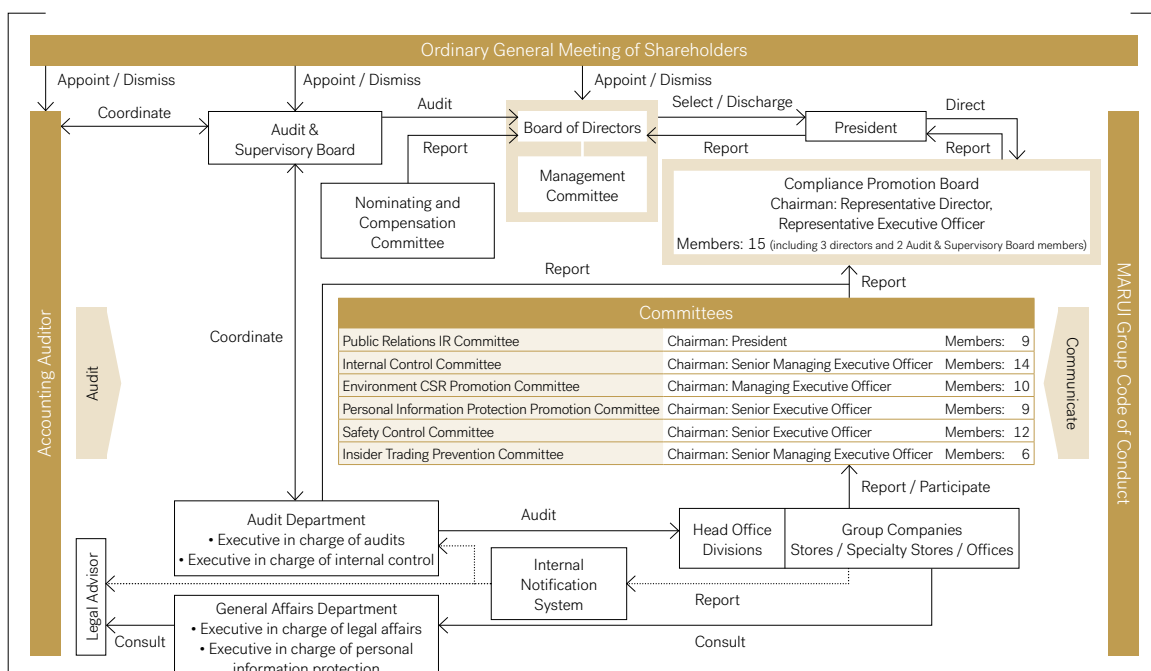 Ordinary General Meeting of Shareholders
Appoint / Dismiss
Appoint / Dismiss
Appoint / Dismiss
Coordinate
Audit
Select / Discharge
Direct
Audit &
Supervisory Board
Board of Directors
President
Report
Report
Report
Management
Committee
Nominating and
Compensation
Committee
Compliance Promotion Board
Chairman: Representative Director,
Representative Executive Officer
Members: 15 (including 3 directors and 2 Audit & Supervisory Board members)
Report
Report
Coordinate
Accounting Auditor
Audit
Committees
Public Relations IR Committee Chairman: President Members: 9
Internal Control Committee Chairman: Senior Managing Executive Officer Members: 14
Environment CSR Promotion Committee Chairman: Managing Executive Officer Members: 10
Personal Information Protection Promotion Committee Chairman: Senior Executive Officer Members: 9
Safety Control Committee Chairman: Senior Executive Officer Members: 12
Insider Trading Prevention Committee Chairman: Senior Managing Executive Officer Members: 6
Communicate
MARUI Group Code of Conduct
Report / Participate
Audit Department
• Executive in charge of audits
• Executive in charge of internal control
Audit
Head Office
Divisions
Group Companies
Stores / Specialty Stores / Offices
Legal Advisor
Internal
Notification
System
Report
General Affairs Department
• Executive in charge of legal affairs
• Executive in charge of personal
information protection
Consult
Consult